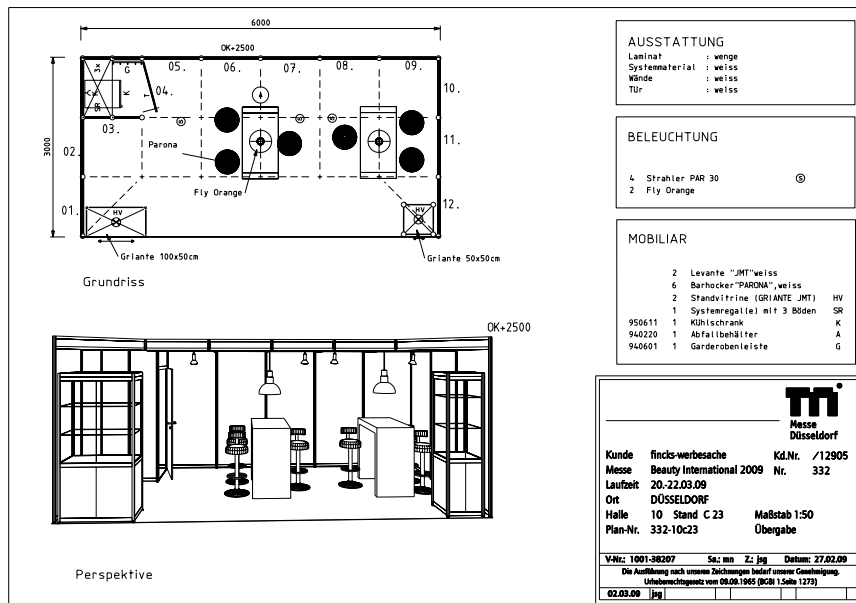 6000
OK+2500
3000
3x
G
05.
06.
07.
08.
09.
K
SR
T
04.
10.
03.
S
S
S
11.
02.
Parona
Fly Orange
01.
HV
12.
HV
Griante 100x50cm
Griante 50x50cm
Grundriss
OK+2500
Perspektive
AUSSTATTUNG
Laminat : wenge
Systemmaterial : weiss
Wände : weiss
TUr : weiss
BELEUCHTUNG
4 Strahler PAR 30 S
2 Fly Orange
MOBILIAR
2 Levante "JMT"weiss
6 Barhocker"PARONA",weiss
2 Standvitrine (GRIANTE JMT) HV
1 Systemregal(e) mit 3 Böden SR
950611 1 KUhlschrank K
940220 1 Abfallbehälter A
940601 1 Garderobenleiste G
Messe
Düsseldorf
Kunde fincks-werbesache Kd.Nr. /12905
Messe Beauty International 2009 Nr. 332
Laufzeit 20.-22.03.09
Ort DÜSSELDORF
Halle 10 Stand C 23 Maßstab 1:50
Plan-Nr. 332-10c23 Übergabe
V-Nr.: 1001-38207 Sa.: mn Z.: jsg Datum: 27.02.09
Die Ausführung nach unseren Zeichnungen bedarf unserer Genehmigung.
Urheberrechtsgesetz vom 09.09.1965 (BGBl 1.Seite 1273)
02.03.09 jsg